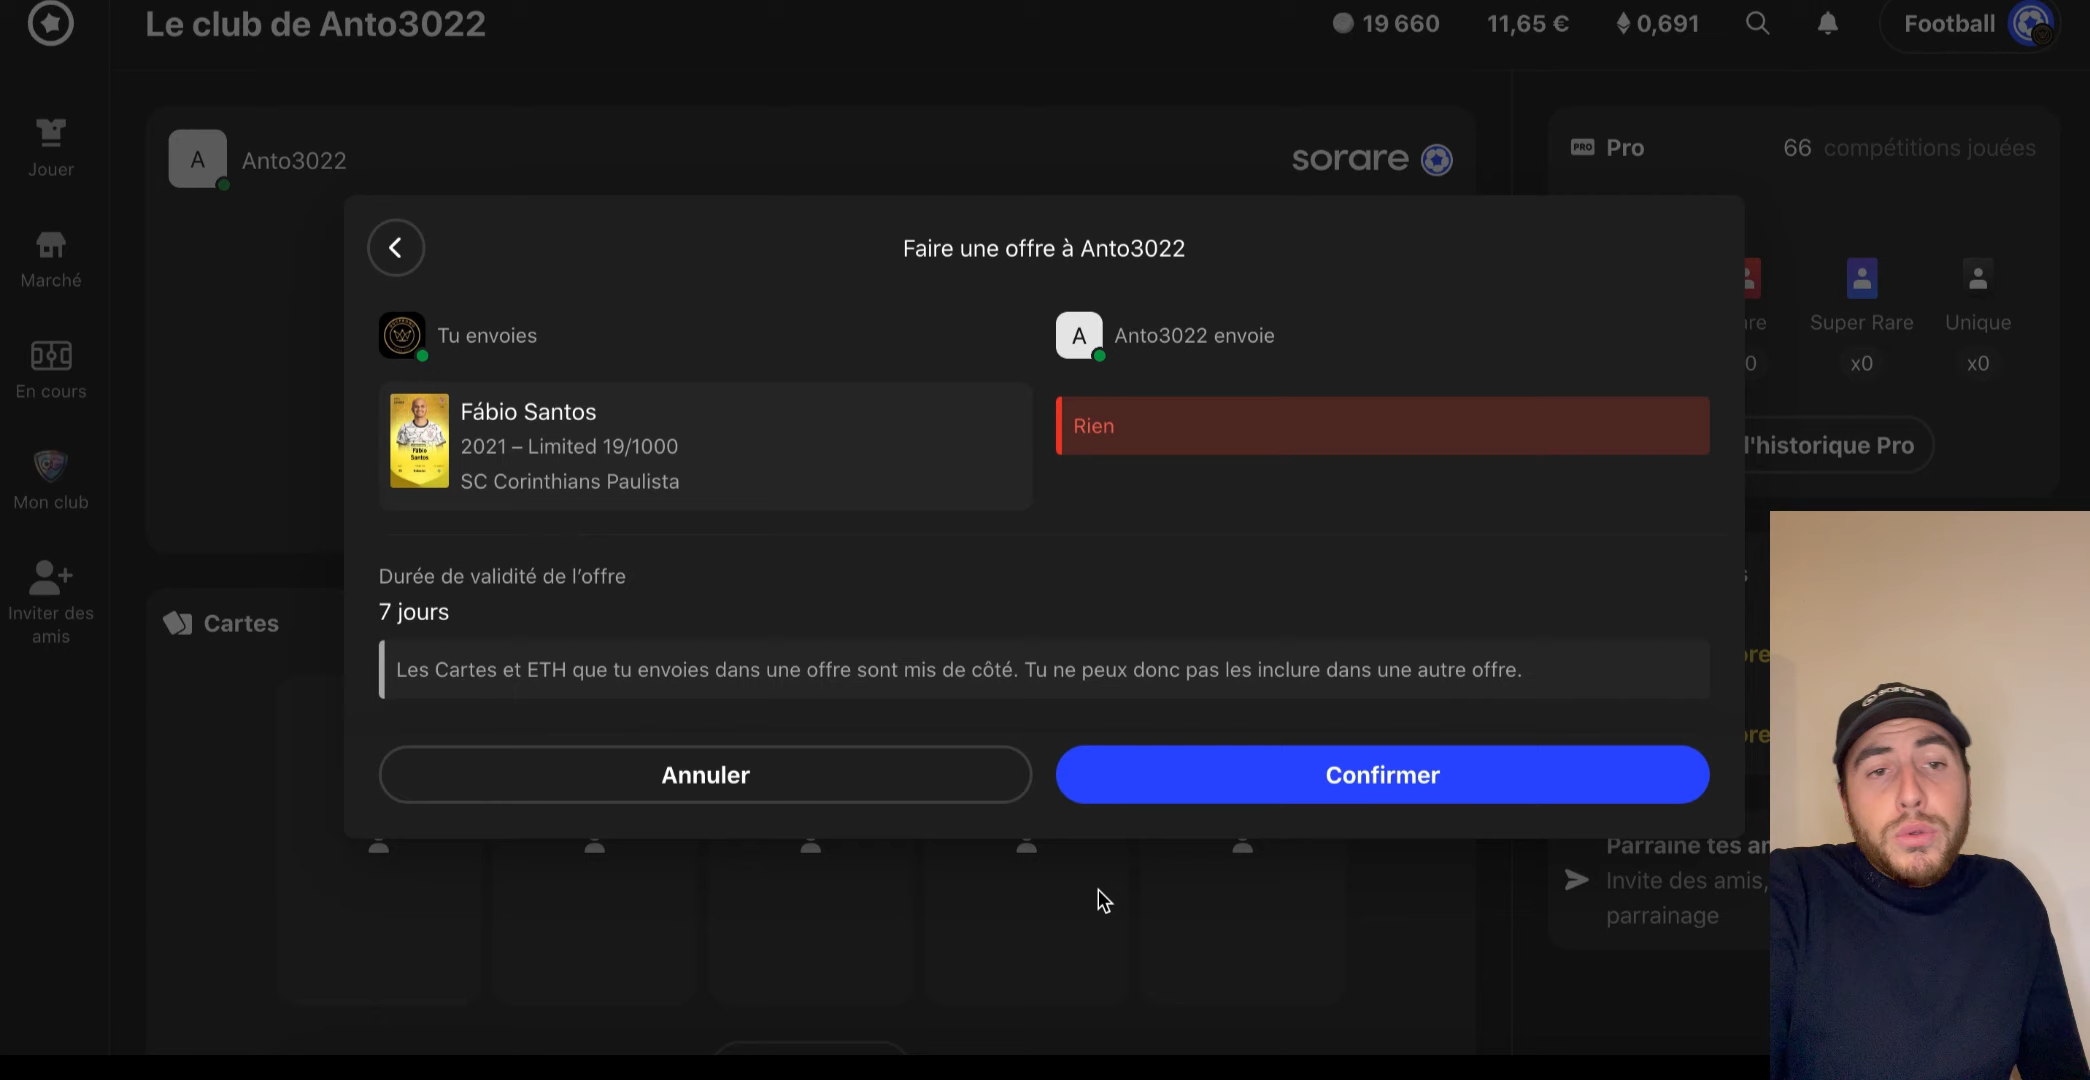 Le club de Anto3022
19 660
11,65 €
0,691
Football
Jouer
Marché
En cours
Mon club
Inviter des
amis
A
Anto3022
sorare
PRO
Pro
66 compétitions jouées
Super Rare
Unique
x0
x0
l'historique Pro
Faire une offre à Anto3022
Tu envoies
Fábio Santos
2021 – Limited 19/1000
SC Corinthians Paulista
A
Anto3022 envoie
Rien
Durée de validité de l’offre
7 jours
Les Cartes et ETH que tu envoies dans une offre sont mis de côté. Tu ne peux donc pas les inclure dans une autre offre.
Annuler
Confirmer
Cartes
Parraine tes
Invite des amis,
parrainage